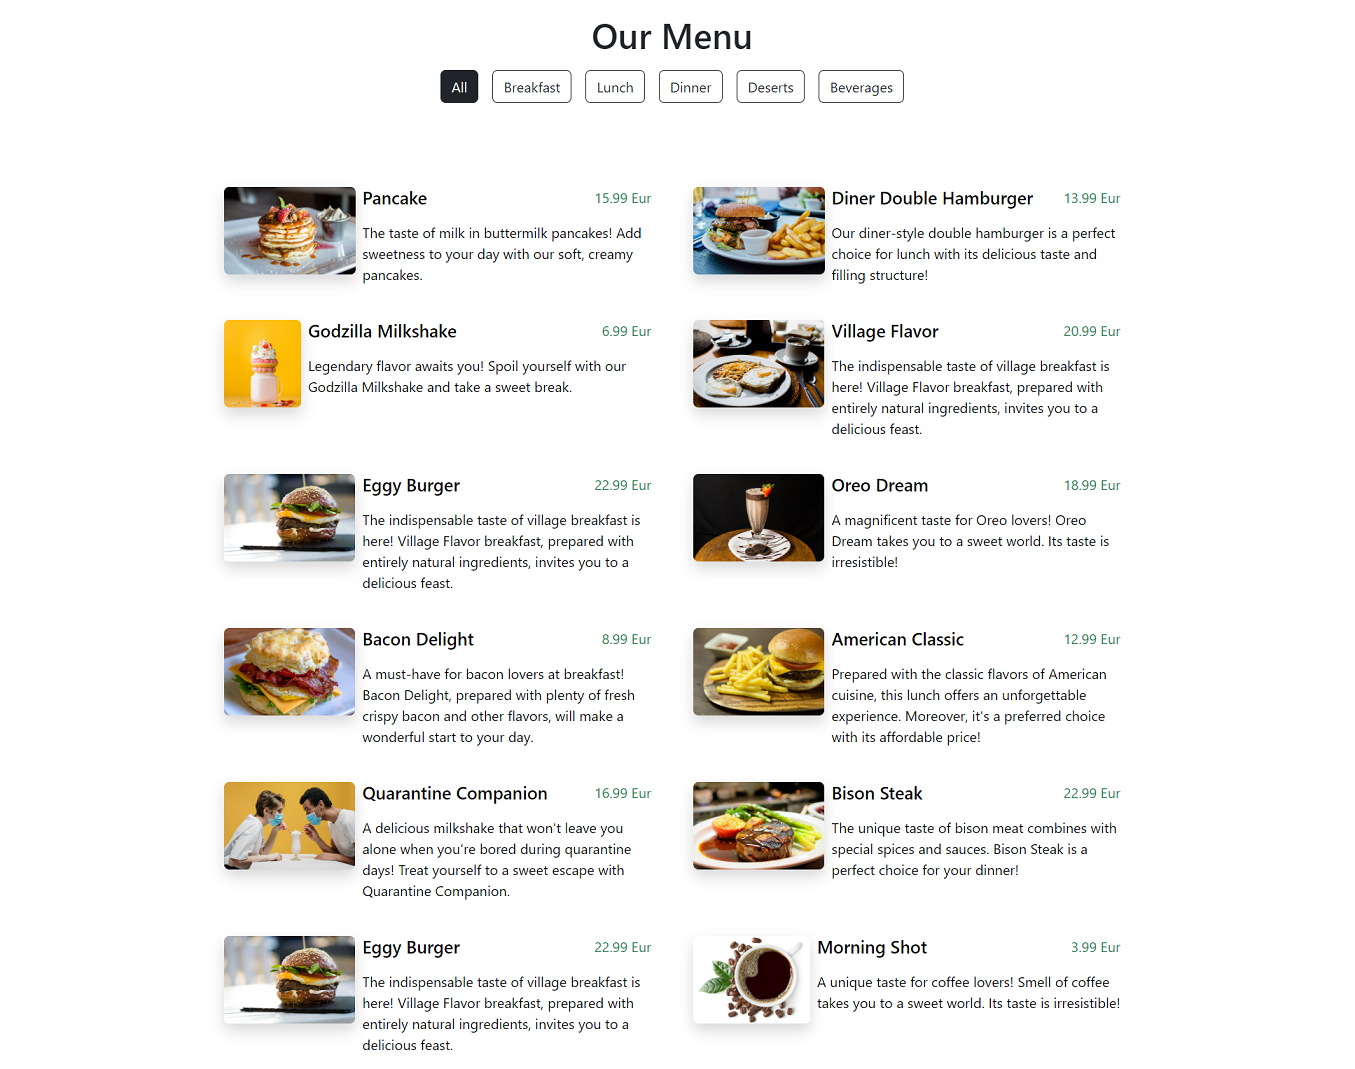 Our Menu
All Breakfast Lunch Dinner Deserts Beverages
Pancake 15.99 Eur
The taste of milk in buttermilk pancakes! Add
sweetness to your day with our soft, creamy
pancakes.
Diner Double Hamburger 13.99 Eur
Our diner-style double hamburger is a perfect
choice for lunch with its delicious taste and
filling structure!
Godzilla Milkshake 6.99 Eur
Legendary flavor awaits you! Spoil yourself with our
Godzilla Milkshake and take a sweet break.
Village Flavor 20.99 Eur
The indispensable taste of village breakfast is
here! Village Flavor breakfast, prepared with
entirely natural ingredients, invites you to a
delicious feast.
Eggy Burger 22.99 Eur
The indispensable taste of village breakfast is
here! Village Flavor breakfast, prepared with
entirely natural ingredients, invites you to a
delicious feast.
Oreo Dream 18.99 Eur
A magnificent taste for Oreo lovers! Oreo
Dream takes you to a sweet world. Its taste is
irresistible!
Bacon Delight 8.99 Eur
A must-have for bacon lovers at breakfast!
Bacon Delight, prepared with plenty of fresh
crispy bacon and other flavors, will make a
wonderful start to your day.
American Classic 12.99 Eur
Prepared with the classic flavors of American
cuisine, this lunch offers an unforgettable
experience. Moreover, it's a preferred choice
with its affordable price!
Quarantine Companion 16.99 Eur
A delicious milkshake that won't leave you
alone when you're bored during quarantine
days! Treat yourself to a sweet escape with
Quarantine Companion.
Bison Steak 22.99 Eur
The unique taste of bison meat combines with
special spices and sauces. Bison Steak is a
perfect choice for your dinner!
Eggy Burger 22.99 Eur
The indispensable taste of village breakfast is
here! Village Flavor breakfast, prepared with
entirely natural ingredients, invites you to a
delicious feast.
Morning Shot 3.99 Eur
A unique taste for coffee lovers! Smell of coffee
takes you to a sweet world. Its taste is irresistible!